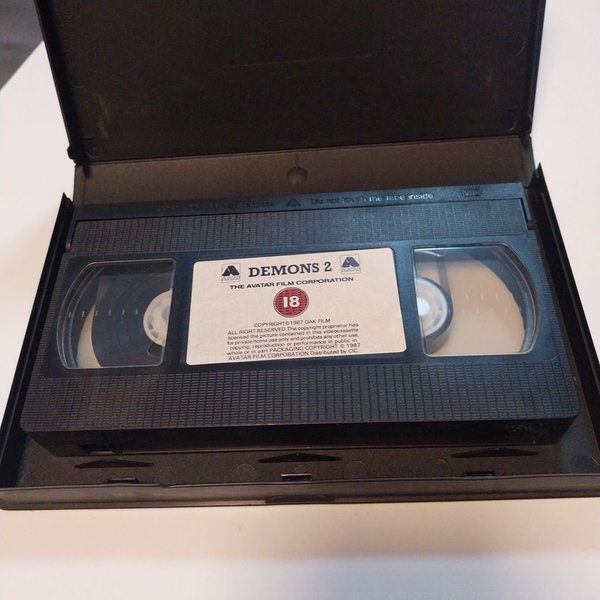 Do not touch the tape inside
VHS
DEMONS 2
THE AVATAR FILM CORPORATION
18
COPYRIGHT © 1987 DAK FILM
ALL RIGHT RESERVED The copyright proprietor has
licensed the picture contained in this videocassette
for private home use only and prohibits any other use,
copying, reproduction or performance in public in
whole or in part PACKAGING COPYRIGHT © 1987
AVATAR FILM CORPORATION Distributed by CIC.